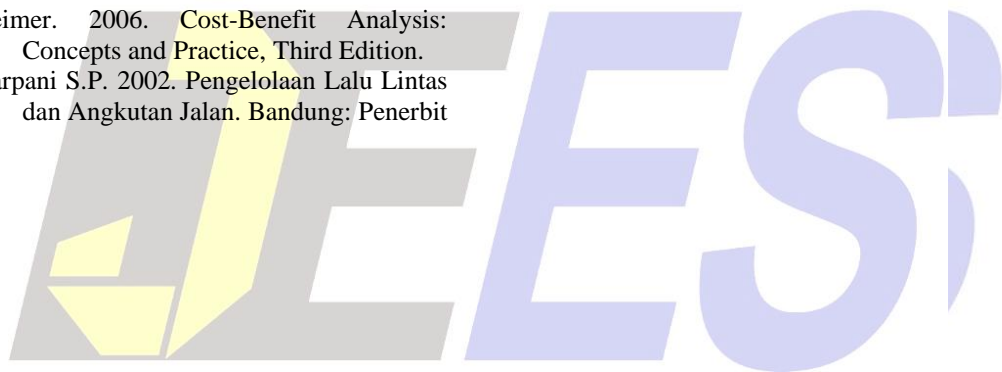 eimer. 2006. Cost-Benefit Analysis:
Concepts and Practice, Third Edition.
arpani S.P. 2002. Pengelolaan Lalu Lintas
dan Angkutan Jalan. Bandung: Penerbit
JEES